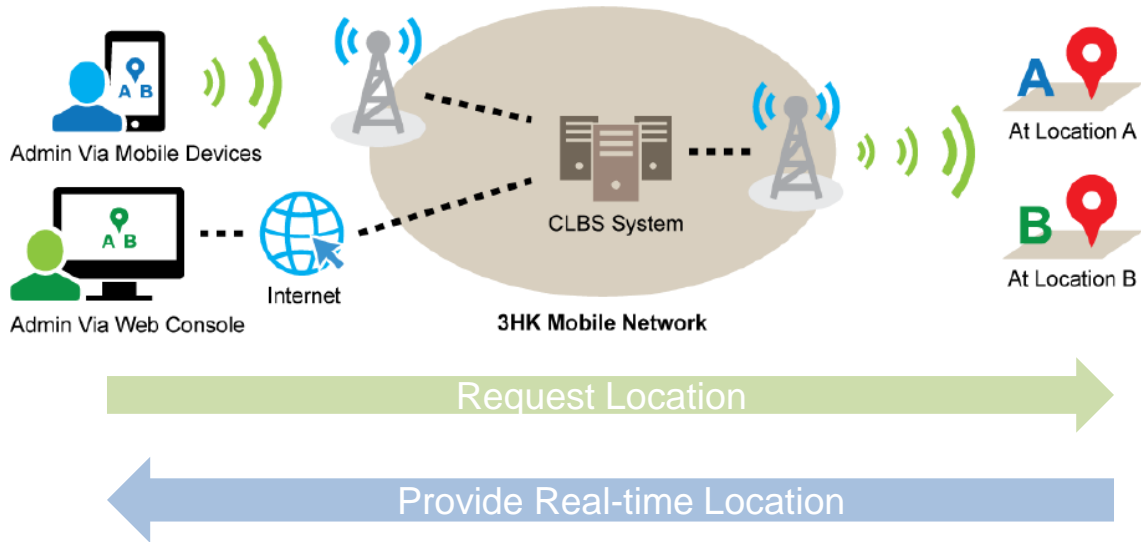 A B
Admin Via Mobile Devices
A B
Admin Via Web Console
Internet
CLBS System
3HK Mobile Network
A
At Location A
B
At Location B
Request Location
Provide Real-time Location